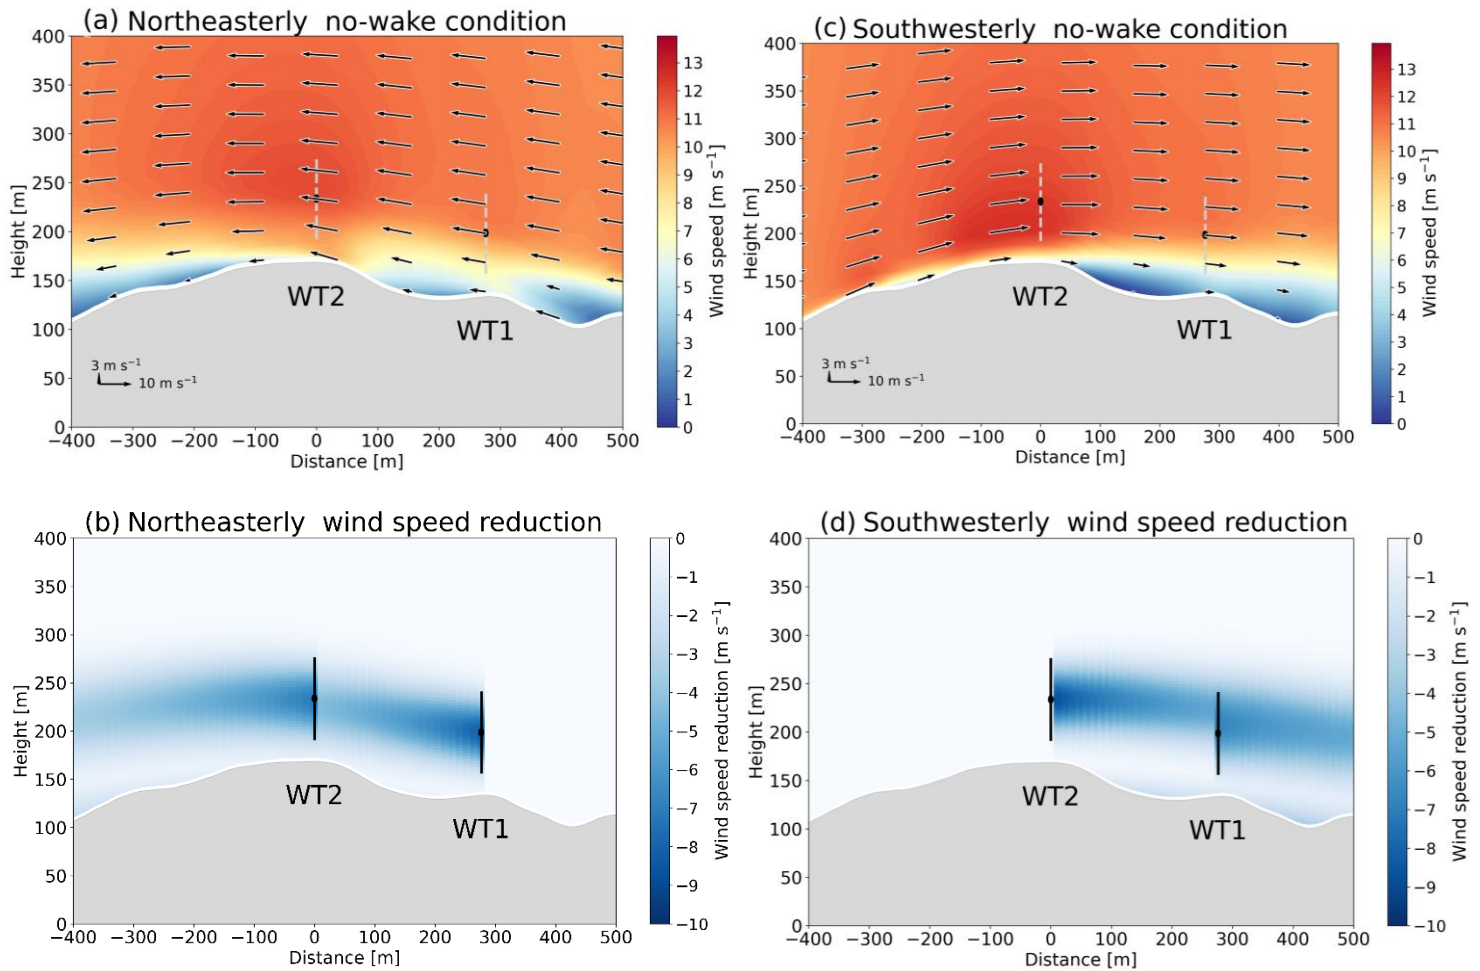 (a) Northeasterly no-wake condition
400
350
300
250
200
150
100
50
0
Height [m]
WT2
WT1
3 m s⁻¹
10 m s⁻¹
−400 −300 −200 −100 0 100 200 300 400 500
Distance [m]
13
12
11
10
9
8
7
6
5
4
3
2
1
0
Wind speed [m s⁻¹]
(c) Southwesterly no-wake condition
400
350
300
250
200
150
100
50
0
Height [m]
WT2
WT1
3 m s⁻¹
10 m s⁻¹
−400 −300 −200 −100 0 100 200 300 400 500
Distance [m]
13
12
11
10
9
8
7
6
5
4
3
2
1
0
Wind speed [m s⁻¹]
(b) Northeasterly wind speed reduction
400
350
300
250
200
150
100
50
0
Height [m]
WT2
WT1
−400 −300 −200 −100 0 100 200 300 400 500
Distance [m]
0
−1
−2
−3
−4
−5
−6
−7
−8
−9
−10
Wind speed reduction [m s⁻¹]
(d) Southwesterly wind speed reduction
400
350
300
250
200
150
100
50
0
Height [m]
WT2
WT1
−400 −300 −200 −100 0 100 200 300 400 500
Distance [m]
0
−1
−2
−3
−4
−5
−6
−7
−8
−9
−10
Wind speed reduction [m s⁻¹]